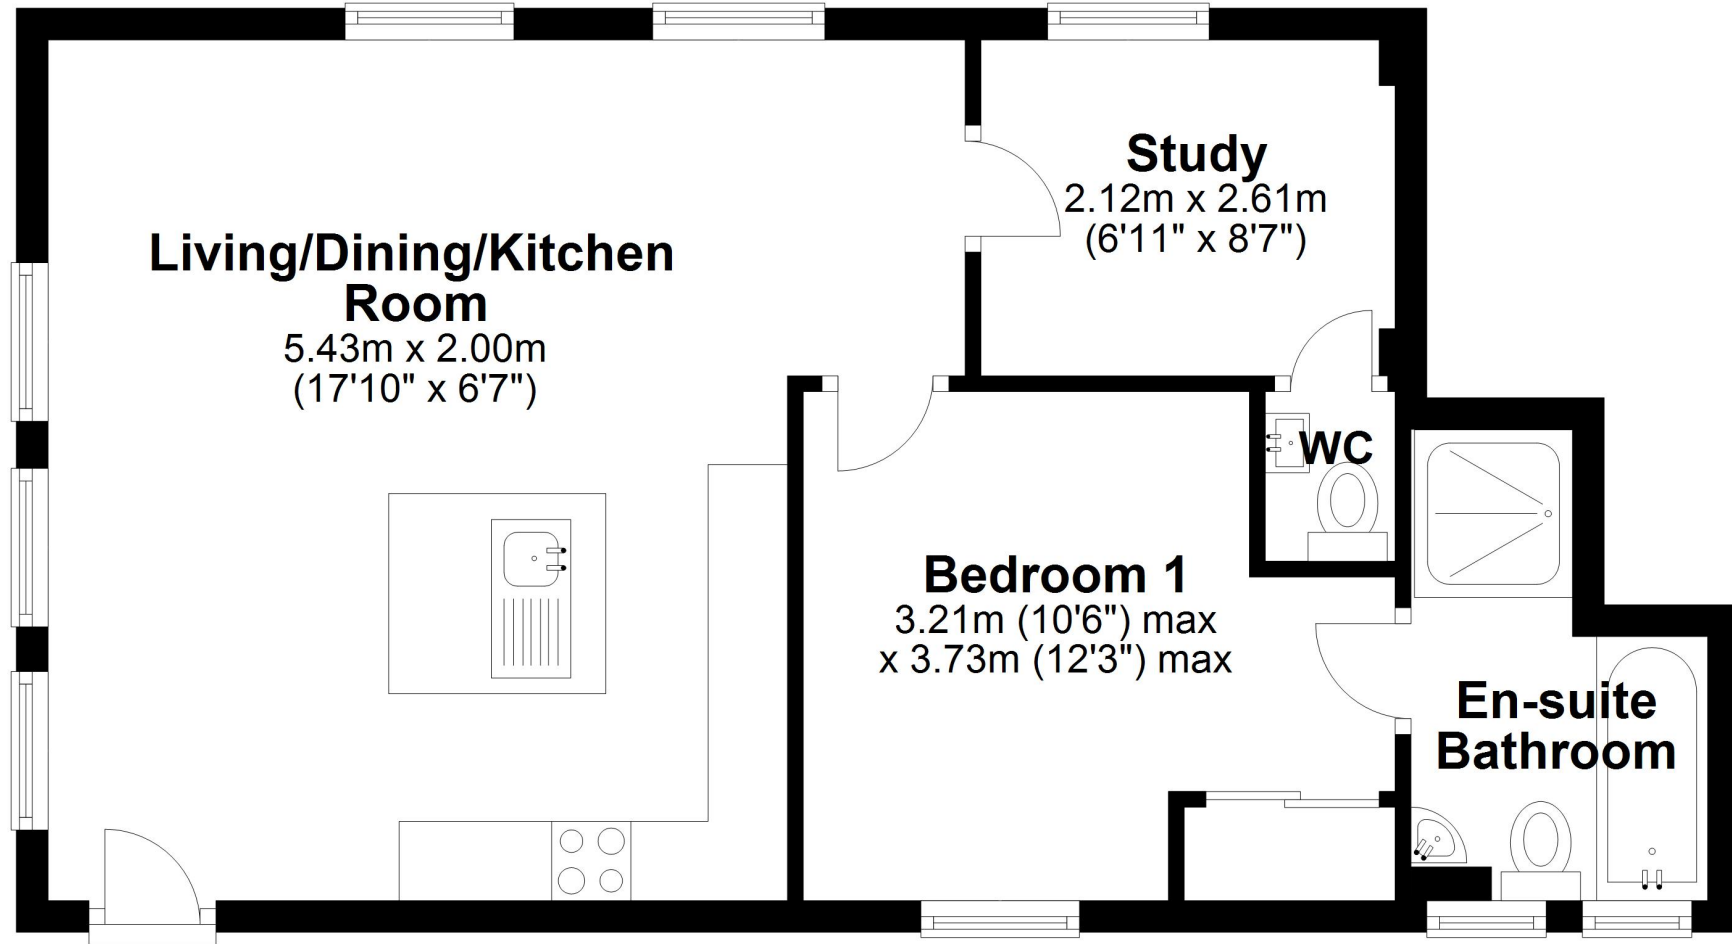 Living/Dining/Kitchen
Room
5.43m x 2.00m
(17'10" x 6'7")
Study
2.12m x 2.61m
(6'11" x 8'7")
WC
Bedroom 1
3.21m (10'6") max
x 3.73m (12'3") max
En-suite
Bathroom